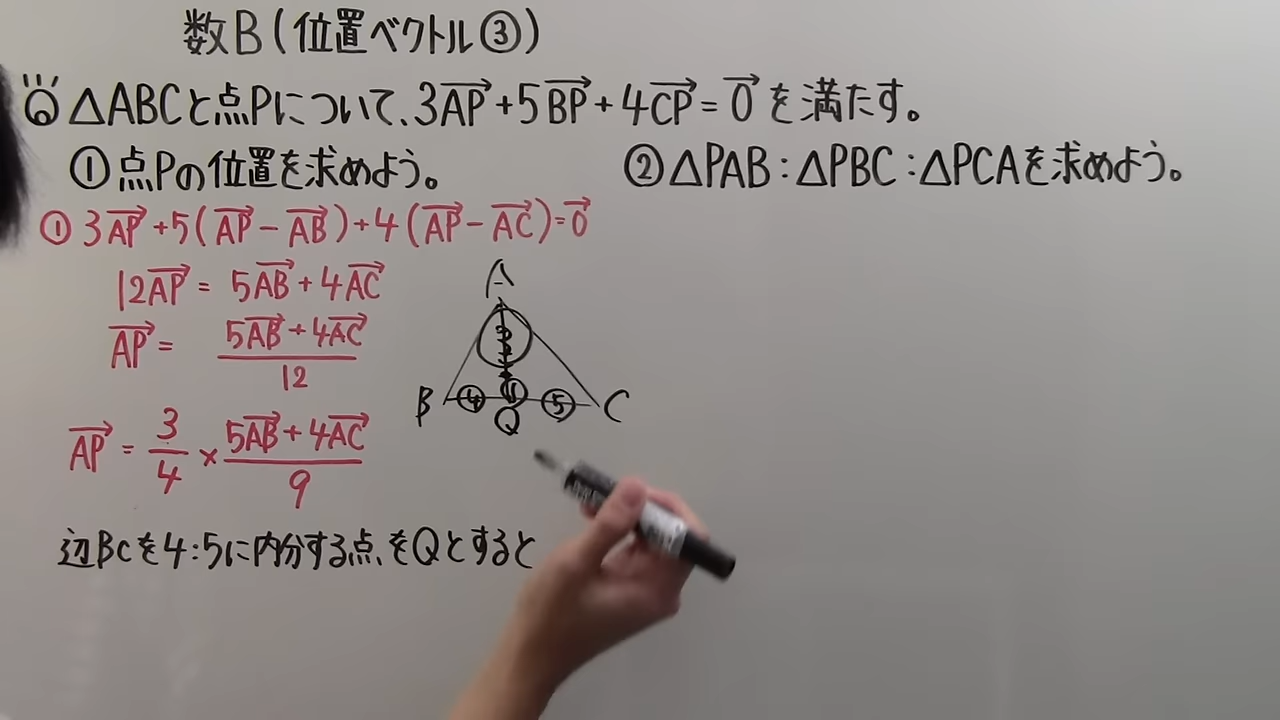 数B(位置ベクトル③)
Q △ABCと点Pについて、3AP→+5BP→+4CP→=0→を満たす。
①点Pの位置を求めよう。
②△PAB:△PBC:△PCAを求めよう。
① 3AP→+5(AP→-AB→)+4(AP→-AC→)=0→
12AP→=5AB→+4AC→
AP→= (5AB→+4AC→)/12
AP→= 3/4 × (5AB→+4AC→)/9
A
B ④ ① ⑤ C
Q
辺BCを4:5に内分する点をQとすると